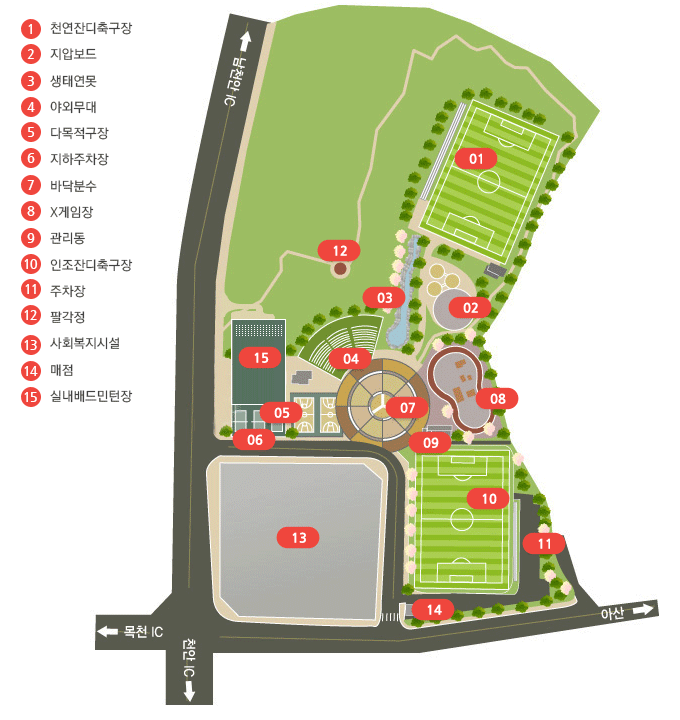 1 천연잔디축구장
2 지압보드
3 생태연못
4 야외무대
5 다목적구장
6 지하주차장
7 바닥분수
8 X게임장
9 관리동
10 인조잔디축구장
11 주차장
12 팔각정
13 사회복지시설
14 매점
15 실내배드민턴장
남천안 IC
01
12
03
02
15
04
05
07
08
06
09
10
13
11
14
아산
목천 IC
천안 IC